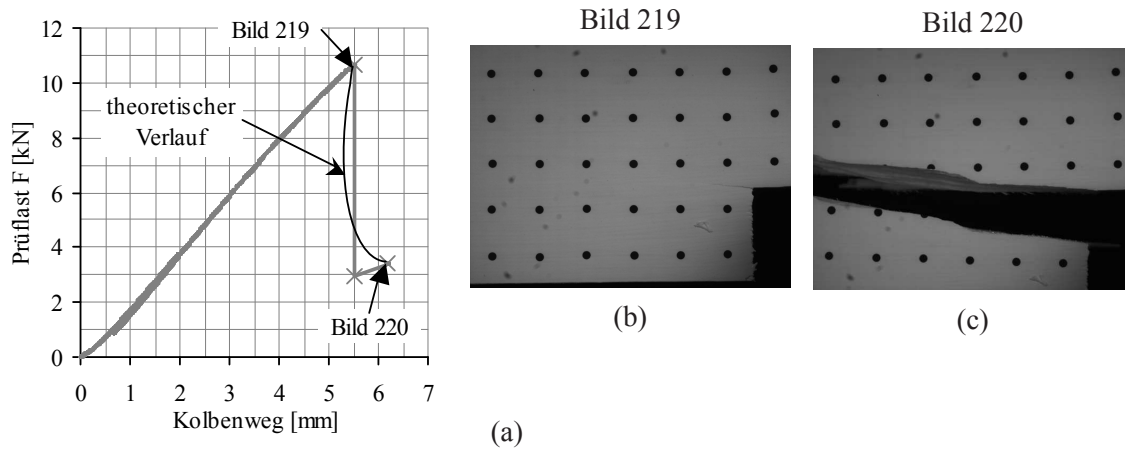 Bild 219
theoretischer
Verlauf
Bild 220
Prüflast F [kN]
12
10
8
6
4
2
0
0 1 2 3 4 5 6 7
Kolbenweg [mm]
(a)
Bild 219
(b)
Bild 220
(c)